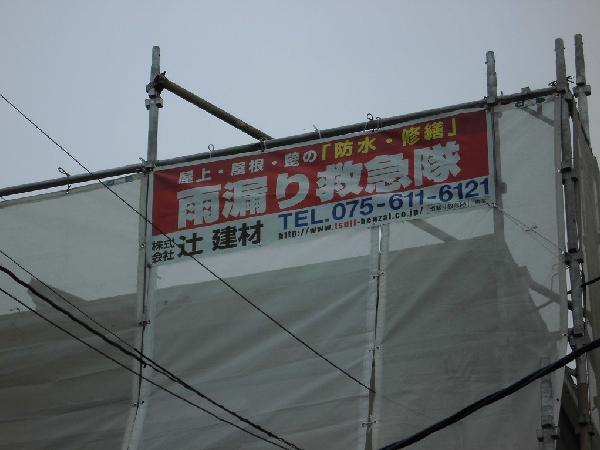 屋上・屋根・壁の「防水・修繕」
雨漏り救急隊
株式会社 辻 建材 TEL.075-611-6121
http://www.tsuji-kenzai.co.jp/